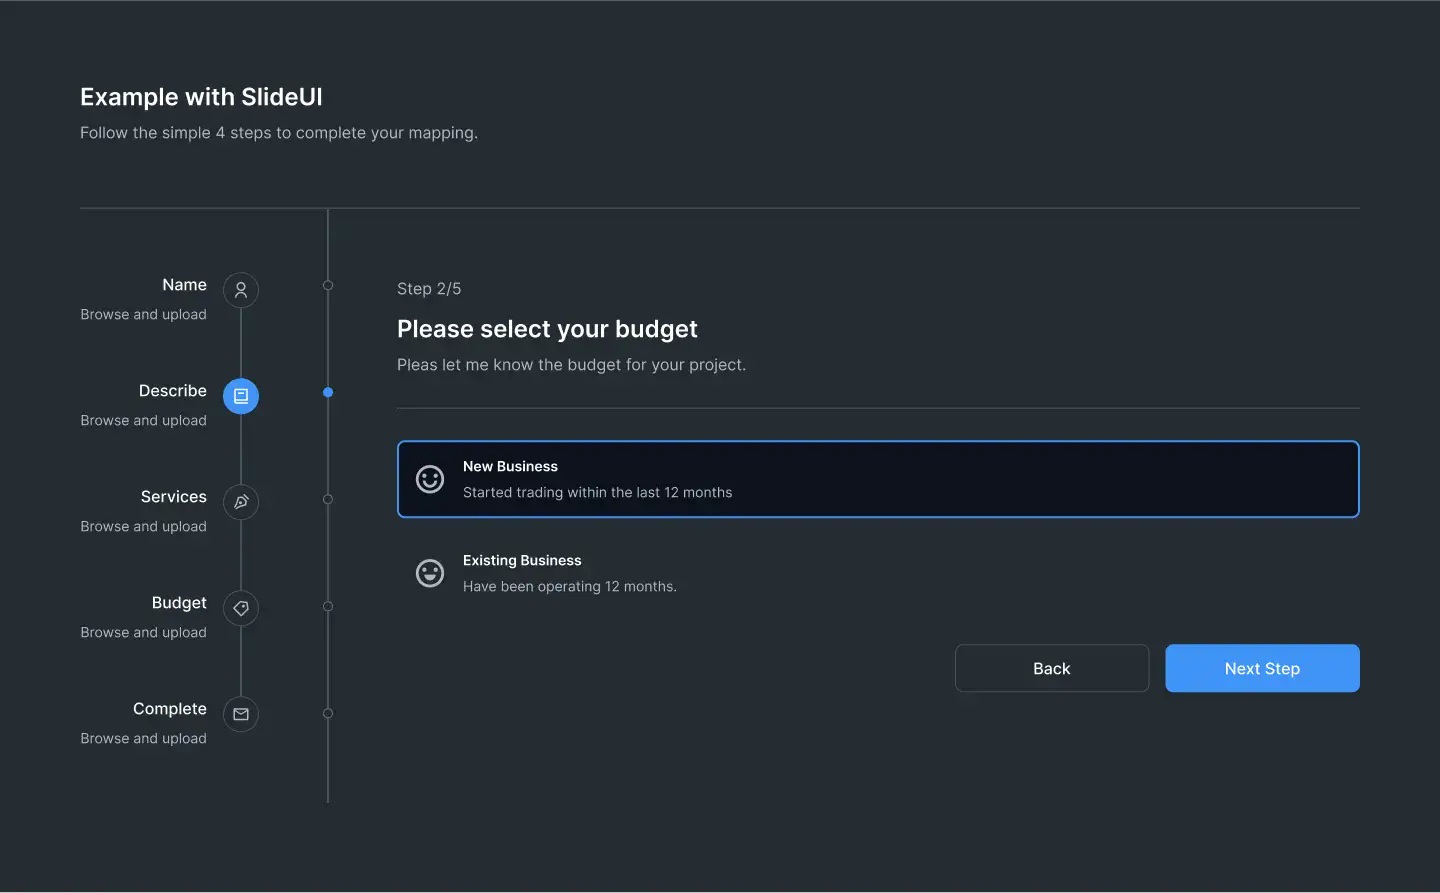 Example with SlideUI
Follow the simple 4 steps to complete your mapping.
Name
Browse and upload
Describe
Browse and upload
Services
Browse and upload
Budget
Browse and upload
Complete
Browse and upload
Step 2/5
Please select your budget
Pleas let me know the budget for your project.
New Business
Started trading within the last 12 months
Existing Business
Have been operating 12 months.
Back
Next Step